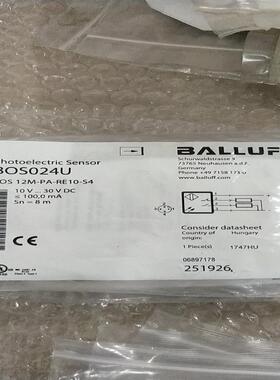 hotoelectric Sensor
BOS024U
OS 12M-PA-RE10-S4
10 V... 30 V DC
≤ 100,0 mA
Sn = 8 m
CE
BALLUFF
Schurwaldstrasse 9
73765 Neuhausen a.d.F.
Germany
Phone +49 7158 173 0
www.balluff.com
Consider datasheet
Country of Hungary
1 Piece(s) 1747HU
06897178
251926